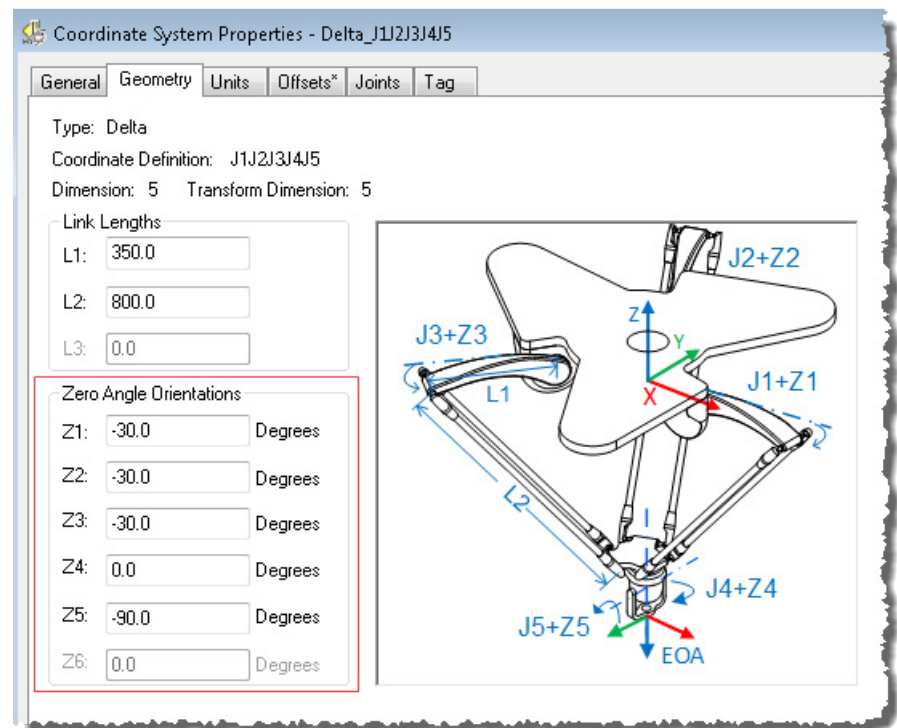 Coordinate System Properties - Delta_J1J2J3J4J5
General Geometry Units Offsets* Joints Tag
Type: Delta
Coordinate Definition: J1J2J3J4J5
Dimension: 5 Transform Dimension: 5
Link Lengths
L1: 350.0
L2: 800.0
L3: 0.0
Zero Angle Orientations
Z1: -30.0 Degrees
Z2: -30.0 Degrees
Z3: -30.0 Degrees
Z4: 0.0 Degrees
Z5: -90.0 Degrees
Z6: 0.0 Degrees
J2+Z2
Z
J3+Z3
Y
J1+Z1
L1
X
L2
J4+Z4
J5+Z5
EOA